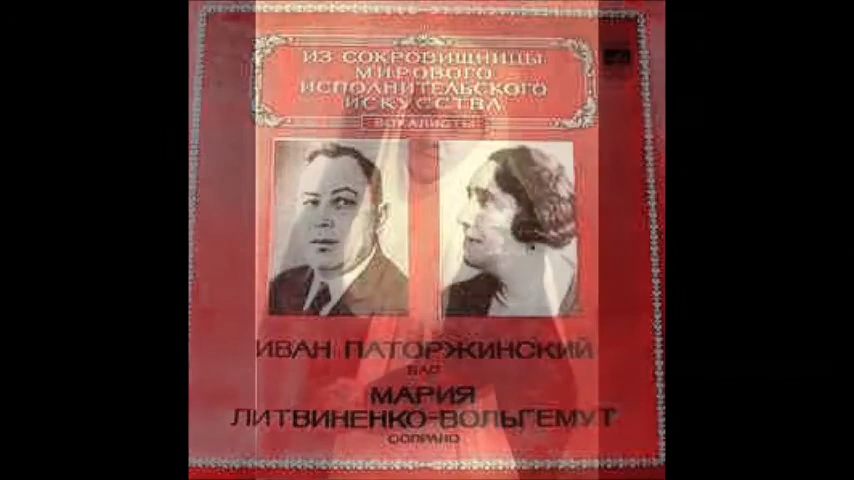 ИЗ СОКРОВИЩНИЦЫ
МИРОВОГО
ИСПОЛНИТЕЛЬСКОГО
ИСКУССТВА
ВОКАЛИСТЫ
ИВАН ПАТОРЖИНСКИЙ
БАС
МАРИЯ
ЛИТВИНЕНКО-ВОЛЬГЕМУТ
СОПРАНО